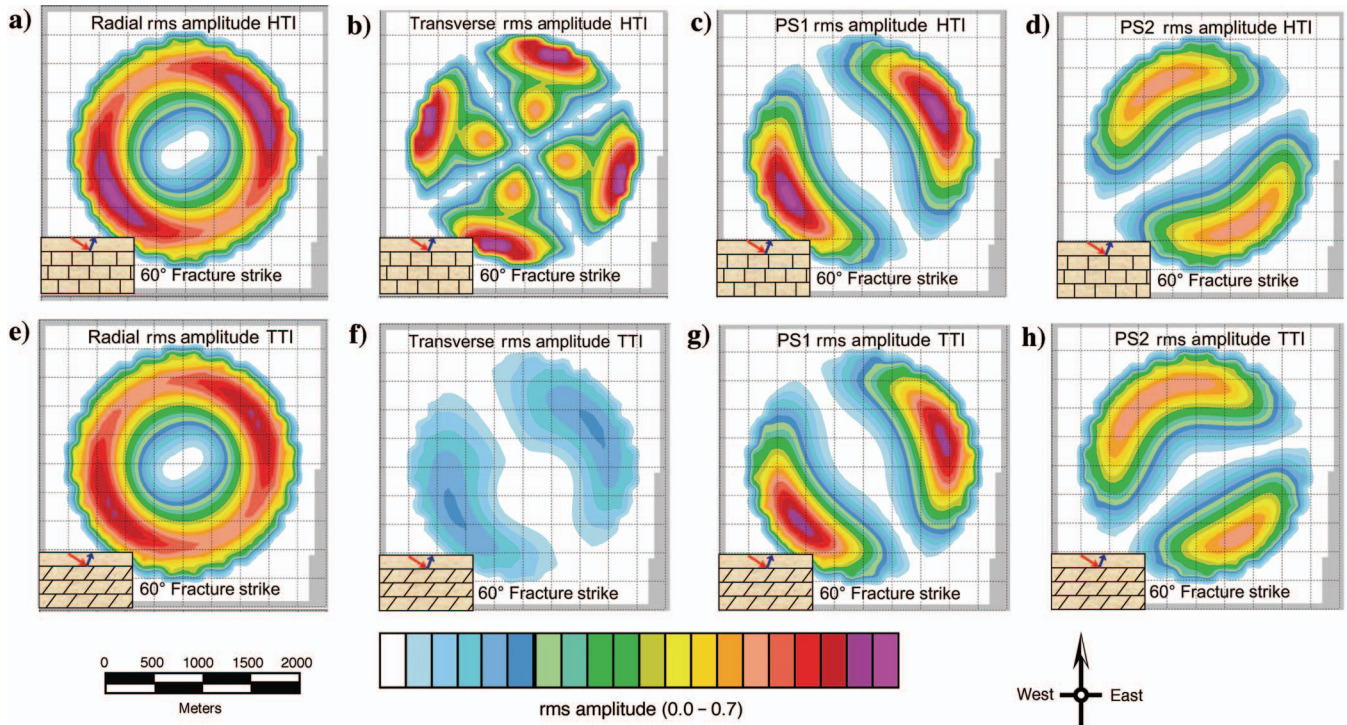 a)
Radial rms amplitude HTI
60° Fracture strike
b)
Transverse rms amplitude HTI
60° Fracture strike
c)
PS1 rms amplitude HTI
60° Fracture strike
d)
PS2 rms amplitude HTI
60° Fracture strike
e)
Radial rms amplitude TTI
60° Fracture strike
f)
Transverse rms amplitude TTI
60° Fracture strike
g)
PS1 rms amplitude TTI
60° Fracture strike
h)
PS2 rms amplitude TTI
60° Fracture strike
0 500 1000 1500 2000
Meters
rms amplitude (0.0 – 0.7)
West East